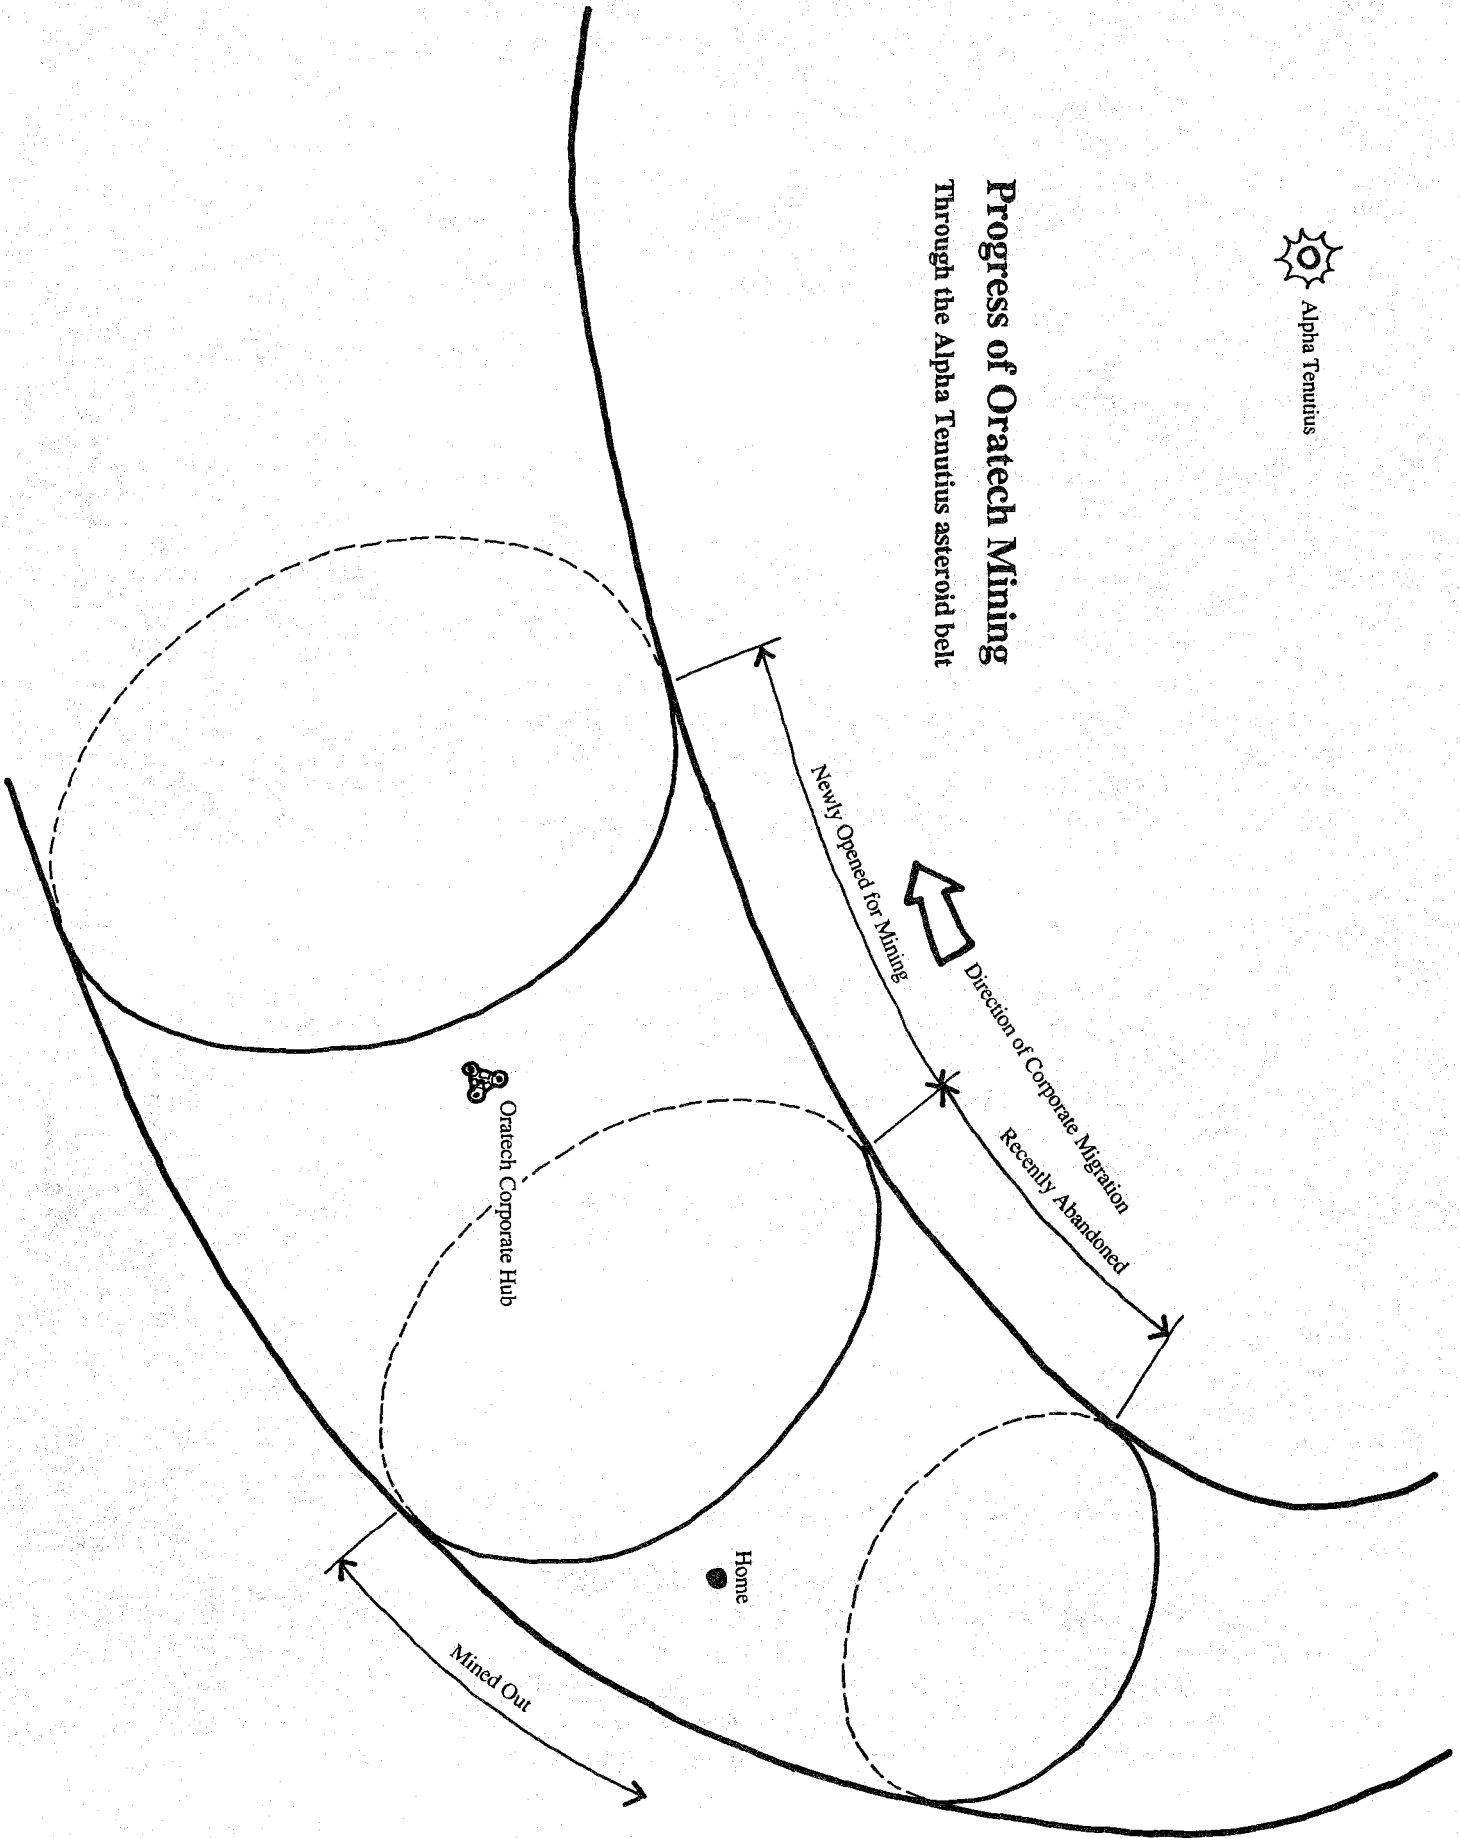 Alpha Tenutius
Progress of Oratech Mining
Through the Alpha Tenutius asteroid belt
Newly Opened for Mining
Direction of Corporate Migration
Recently Abandoned
Oratech Corporate Hub
Home
Mined Out